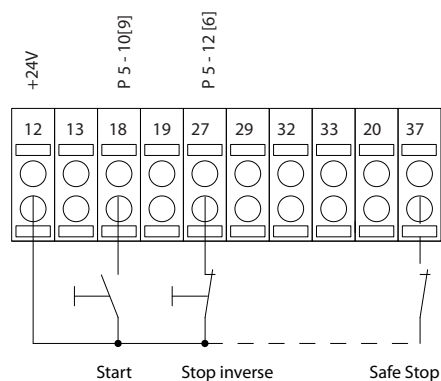 +24V
P 5 - 10[9]
P 5 - 12 [6]
12 13 18 19 27 29 32 33 20 37
Start Stop inverse Safe Stop